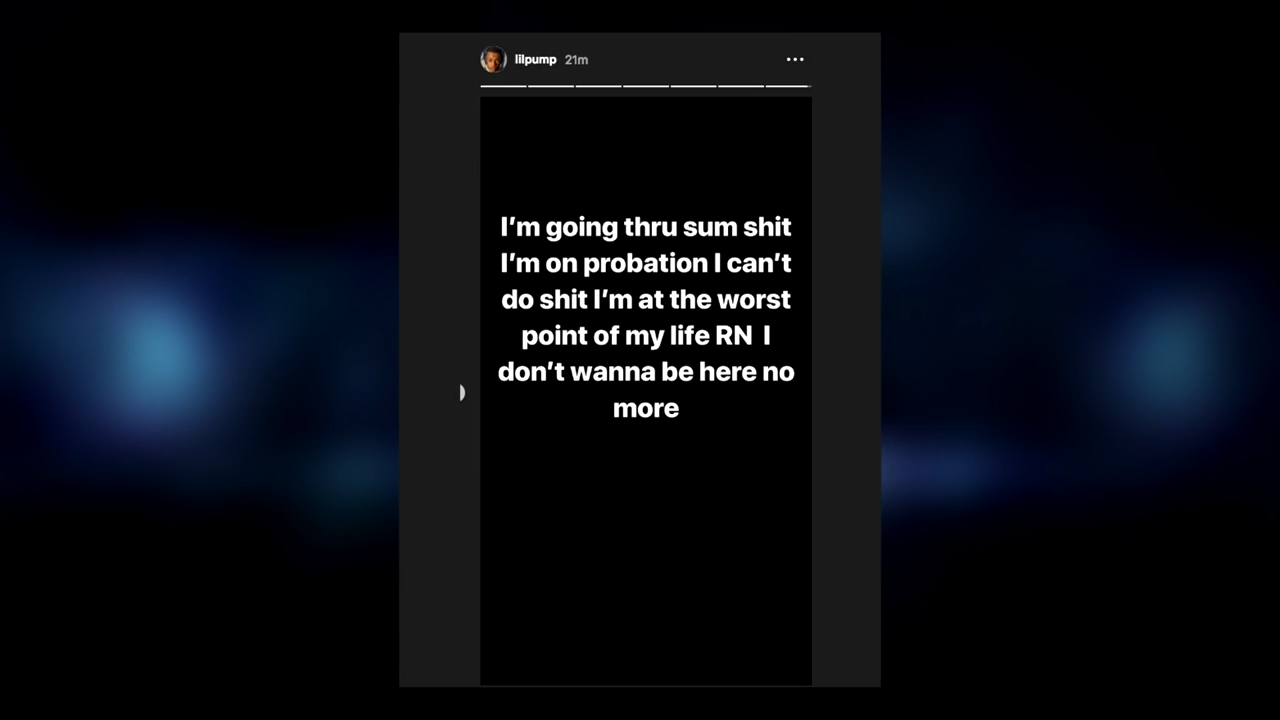 lilpump 21m
I'm going thru sum shit
I'm on probation I can't
do shit I'm at the worst
point of my life RN I
don't wanna be here no
more